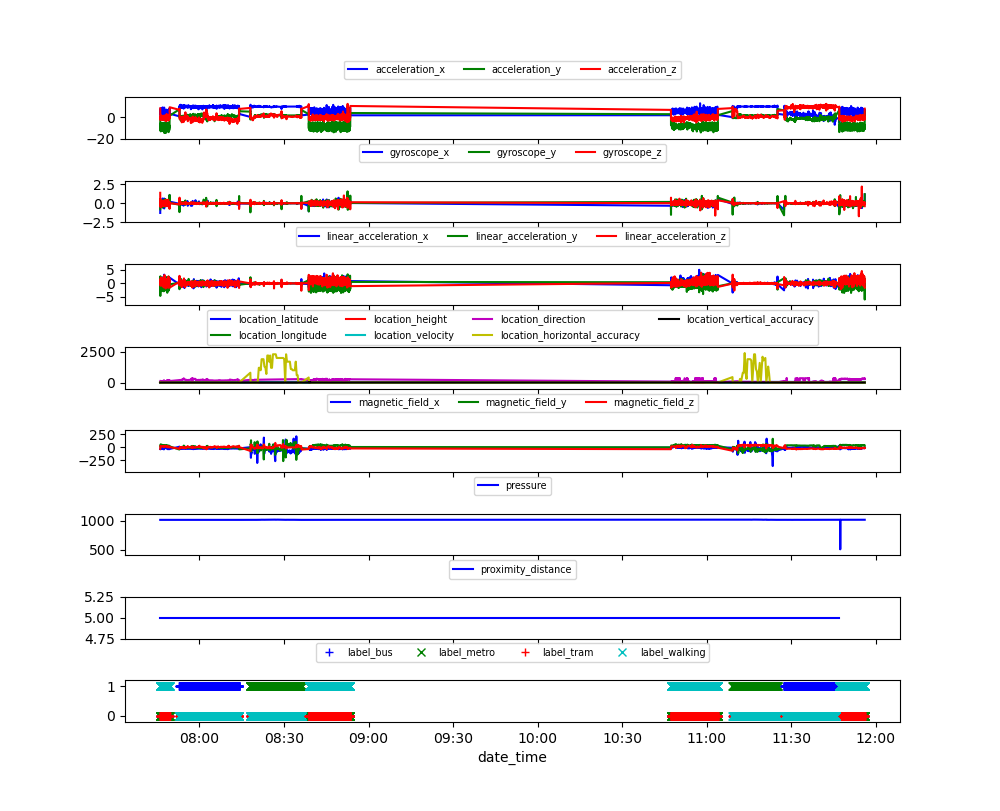 acceleration_x acceleration_y acceleration_z
0
−20
gyroscope_x gyroscope_y gyroscope_z
2.5
0.0
−2.5
linear_acceleration_x linear_acceleration_y linear_acceleration_z
5
0
−5
location_latitude location_height location_direction location_vertical_accuracy
location_longitude location_velocity location_horizontal_accuracy
2500
0
magnetic_field_x magnetic_field_y magnetic_field_z
250
0
−250
pressure
1000
500
proximity_distance
5.25
5.00
4.75
label_bus label_metro label_tram label_walking
1
0
08:00 08:30 09:00 09:30 10:00 10:30 11:00 11:30 12:00
date_time